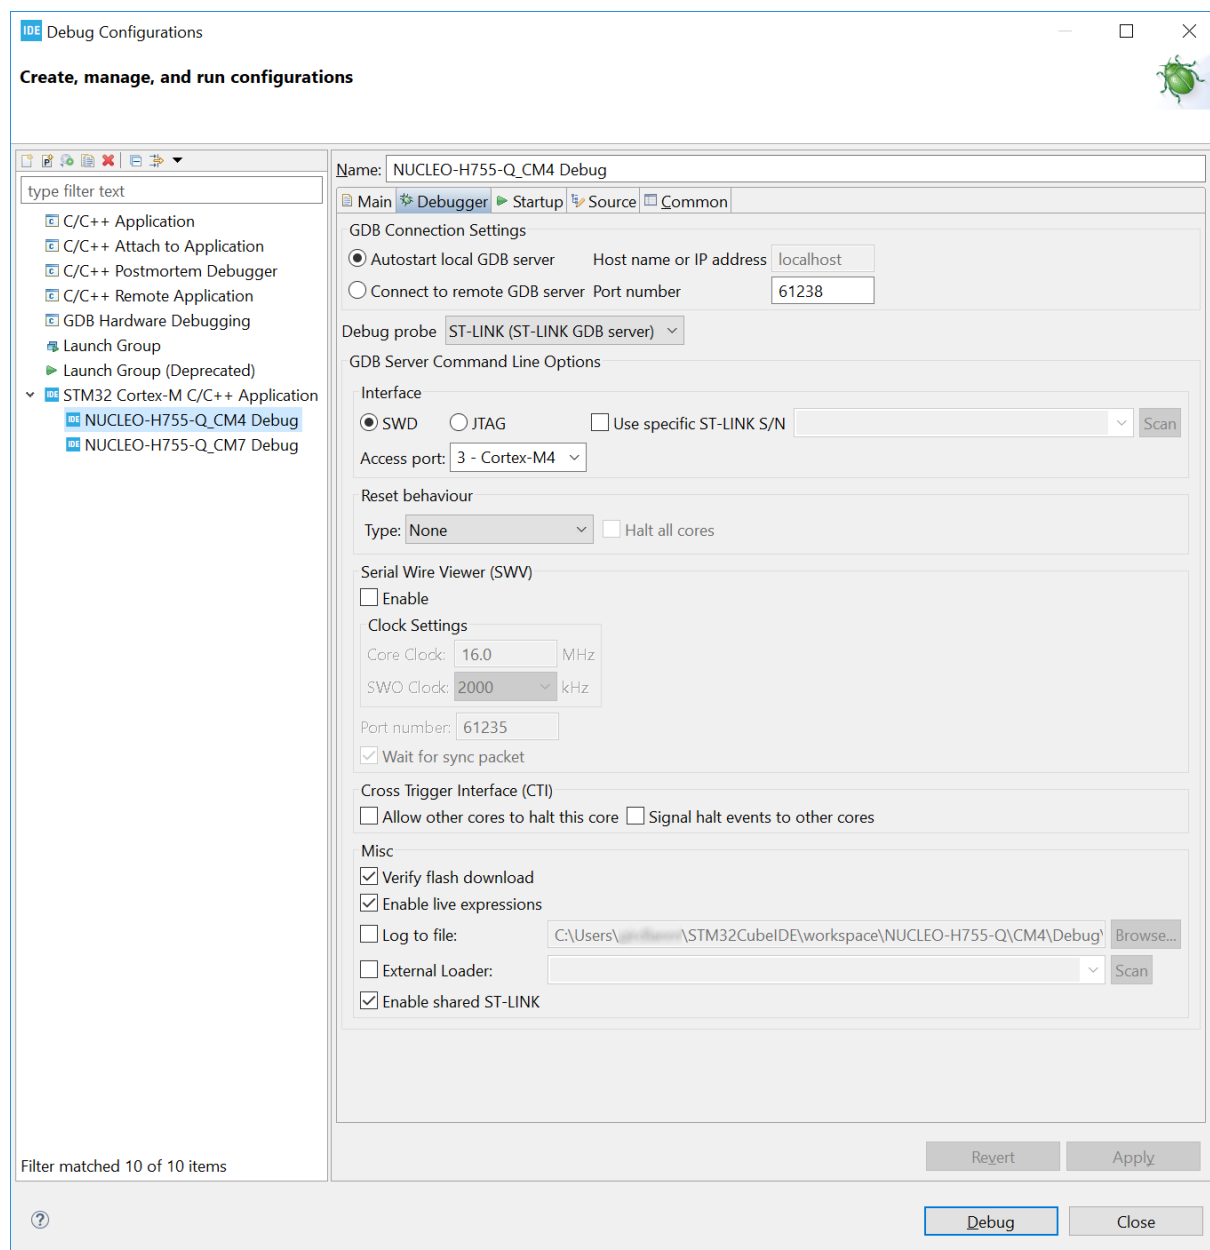 IDE Debug Configurations
Create, manage, and run configurations
type filter text
C/C++ Application
C/C++ Attach to Application
C/C++ Postmortem Debugger
C/C++ Remote Application
GDB Hardware Debugging
Launch Group
Launch Group (Deprecated)
IDE STM32 Cortex-M C/C++ Application
IDE NUCLEO-H755-Q_CM4 Debug
IDE NUCLEO-H755-Q_CM7 Debug
Filter matched 10 of 10 items
Name: NUCLEO-H755-Q_CM4 Debug
Main Debugger Startup Source Common
GDB Connection Settings
Autostart local GDB server Host name or IP address localhost
Connect to remote GDB server Port number 61238
Debug probe ST-LINK (ST-LINK GDB server)
GDB Server Command Line Options
Interface
SWD JTAG Use specific ST-LINK S/N Scan
Access port: 3 - Cortex-M4
Reset behaviour
Type: None Halt all cores
Serial Wire Viewer (SWV)
Enable
Clock Settings
Core Clock: 16.0 MHz
SWO Clock: 2000 kHz
Port number: 61235
Wait for sync packet
Cross Trigger Interface (CTI)
Allow other cores to halt this core Signal halt events to other cores
Misc
Verify flash download
Enable live expressions
Log to file: C:\Users\ \STM32CubeIDE\workspace\NUCLEO-H755-Q\CM4\Debug\ Browse...
External Loader: Scan
Enable shared ST-LINK
Revert Apply
? Debug Close